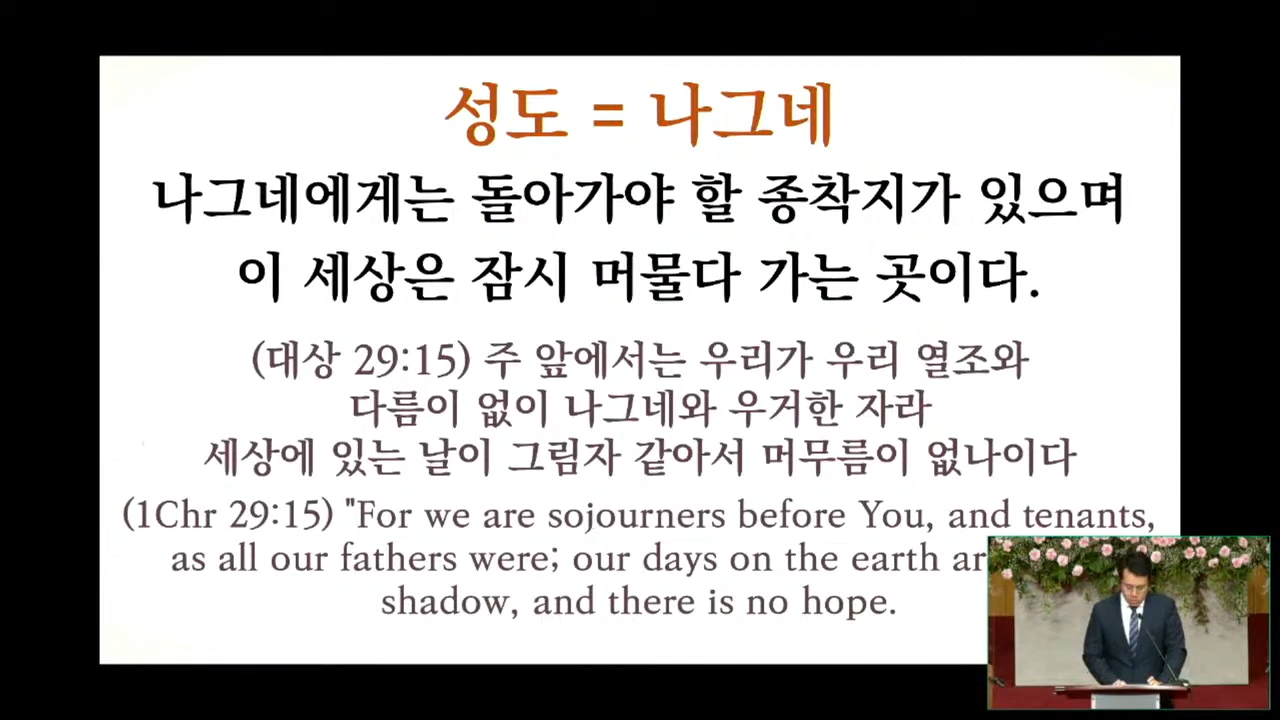 성도 = 나그네
나그네에게는 돌아가야 할 종착지가 있으며
이 세상은 잠시 머물다 가는 곳이다.
(대상 29:15) 주 앞에서는 우리가 우리 열조와
다름이 없이 나그네와 우거한 자라
세상에 있는 날이 그림자 같아서 머무름이 없나이다
(1Chr 29:15) "For we are sojourners before You, and tenants,
as all our fathers were; our days on the earth
shadow, and there is no hope.